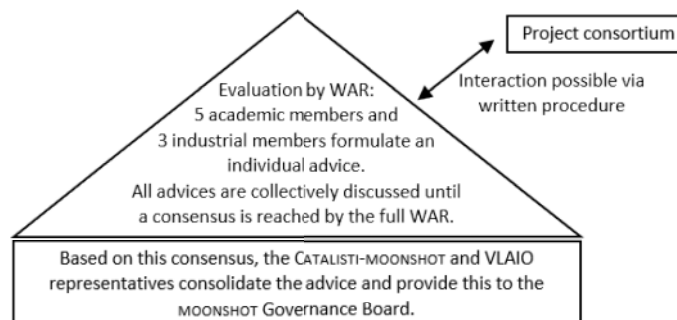 Project consortium
Interaction possible via
written procedure
Evaluation by WAR:
5 academic members and
3 industrial members formulate an
individual advice.
All advices are collectively discussed until
a consensus is reached by the full WAR.
Based on this consensus, the CATALISTI-MOONSHOT and VLAIO
representatives consolidate the advice and provide this to the
MOONSHOT Governance Board.